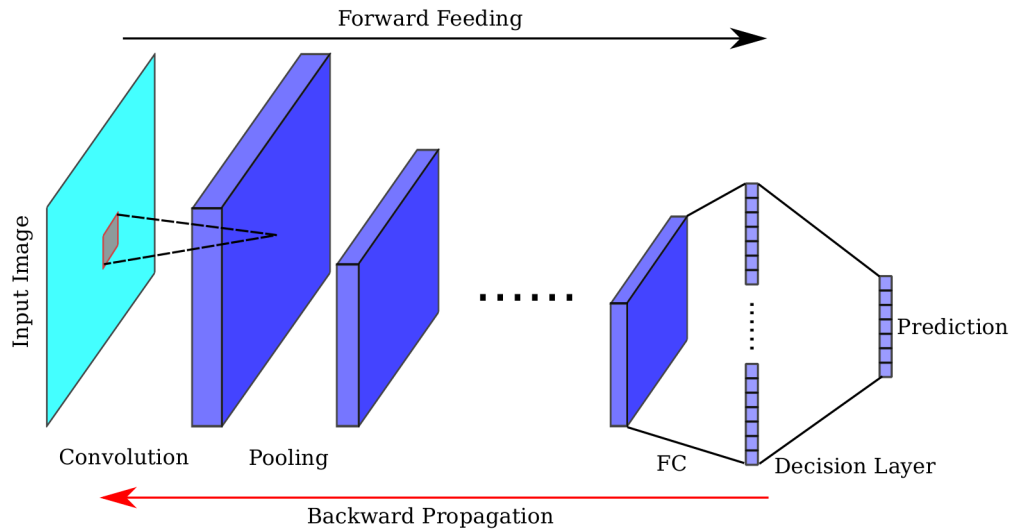 Forward Feeding
Input Image
Prediction
Convolution
Pooling
FC
Decision Layer
Backward Propagation